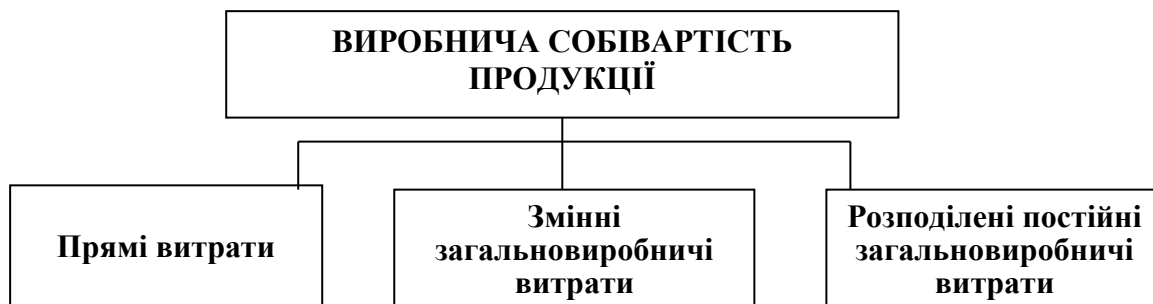 ВИРОБНИЧА СОБІВАРТІСТЬ
ПРОДУКЦІЇ
Прямі витрати
Змінні
загальновиробничі
витрати
Розподілені постійні
загальновиробничі
витрати